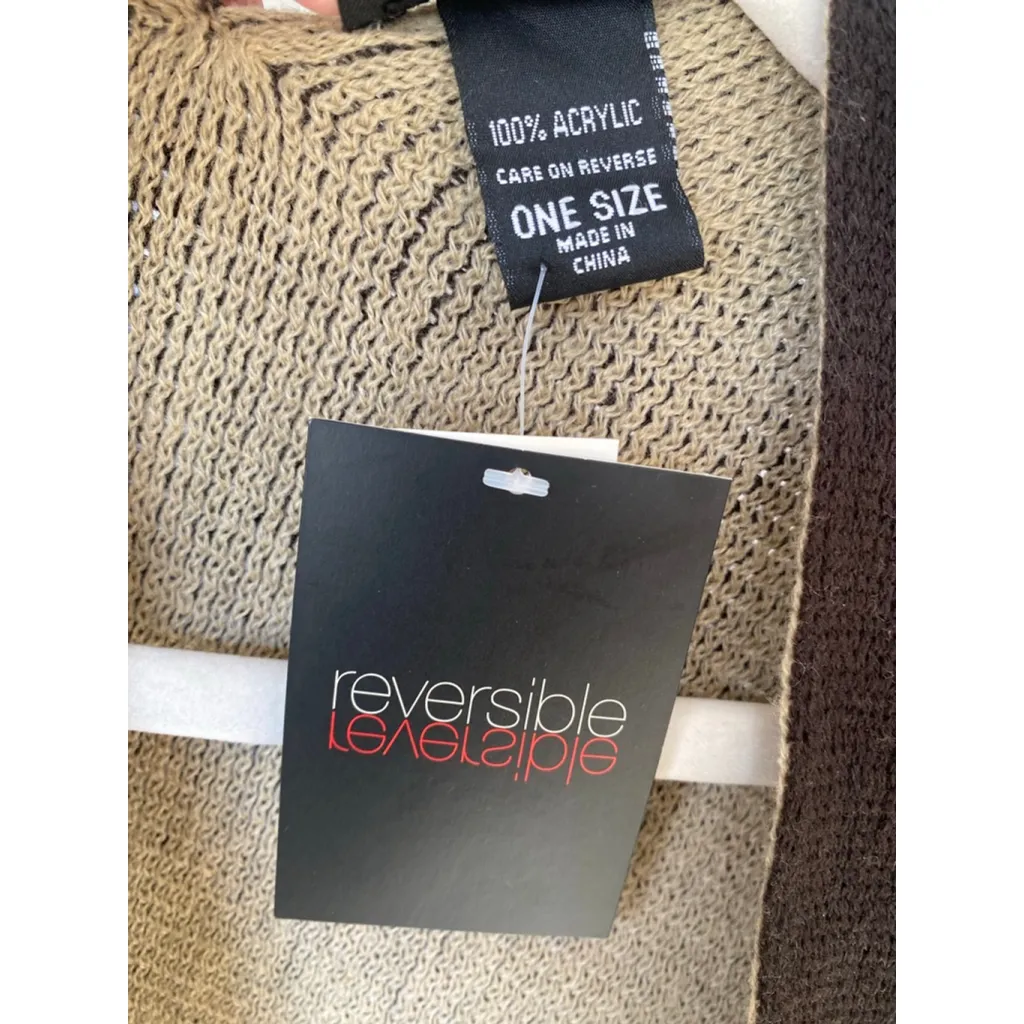 100% ACRYLIC
CARE ON REVERSE
ONE SIZE
MADE IN
CHINA
reversible
reversible